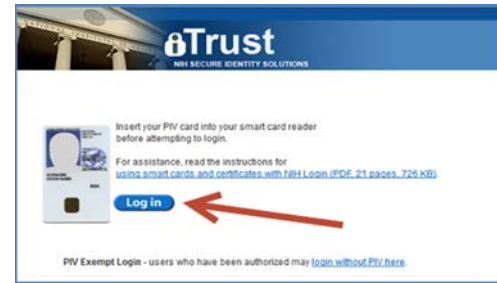 iTrust
NIH SECURE IDENTITY SOLUTIONS
Insert your PIV card into your smart card reader
before attempting to login.
For assistance, read the instructions for
using smart cards and certificates with NIH Login (PDF, 21 pages, 726 KB).
Log in
PIV Exempt Login - users who have been authorized may login without PIV here.